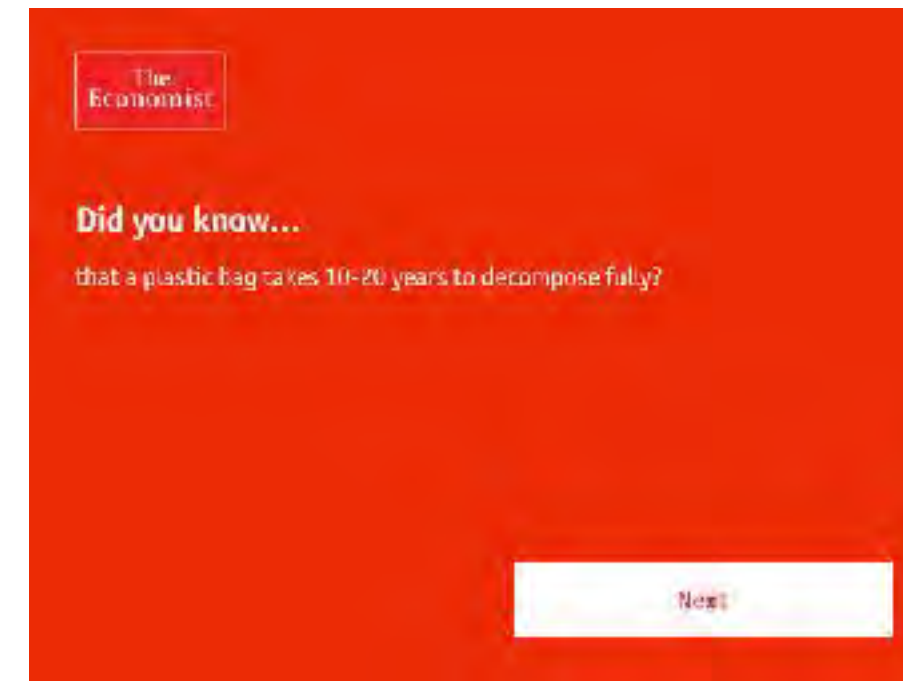 The
Economist
Did you know...
that a plastic bag takes 10-20 years to decompose fully?
Next